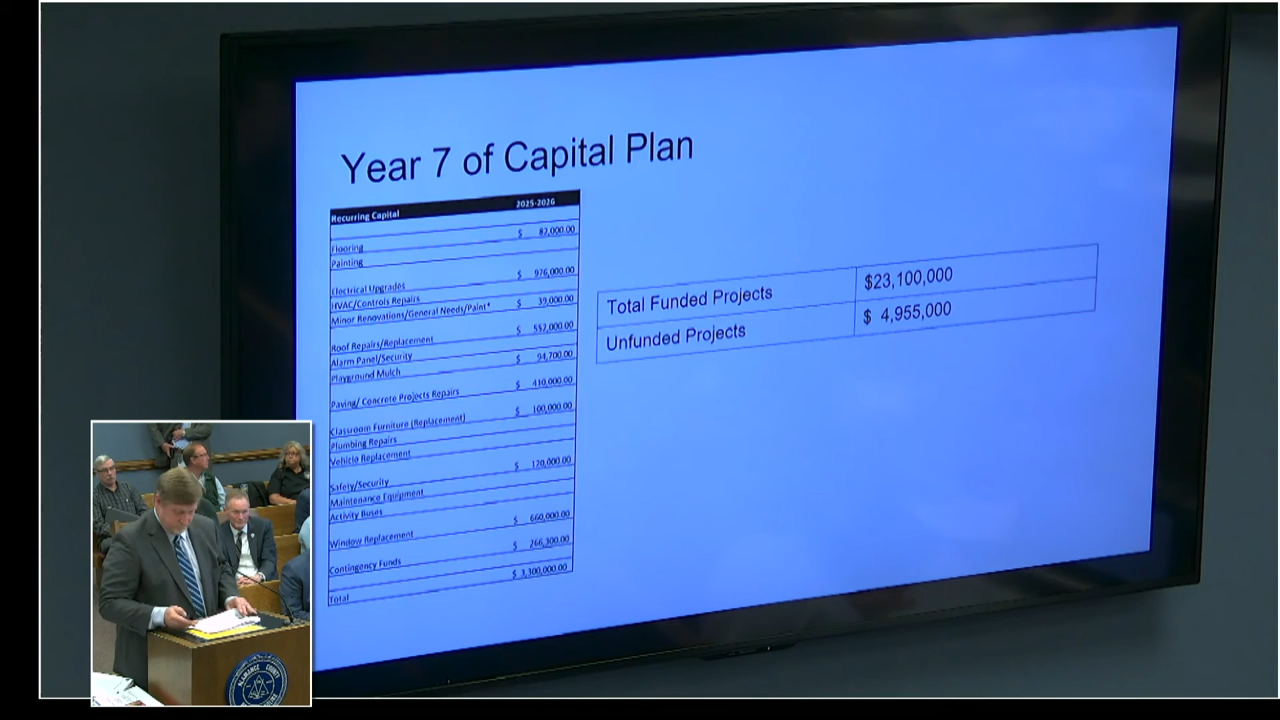 Year 7 of Capital Plan
Recurring Capital 2025-2026
Flooring $ 82,000.00
Painting
Electrical Upgrades $ 976,000.00
HVAC/Controls Repairs
Minor Renovations/General Needs/Paint* $ 39,000.00
Roof Repairs/Replacement $ 552,000.00
Alarm Panel/Security
Playground Mulch $ 94,700.00
Paving/ Concrete Projects Repairs $ 410,000.00
Classroom Furniture (Replacement) $ 100,000.00
Plumbing Repairs
Vehicle Replacement
Safety/Security $ 120,000.00
Maintenance Equipment
Activity Buses
Window Replacement $ 660,000.00
Contingency Funds $ 266,300.00
Total $ 3,300,000.00
Total Funded Projects $23,100,000
Unfunded Projects $ 4,955,000
ALAMANCE COUNTY